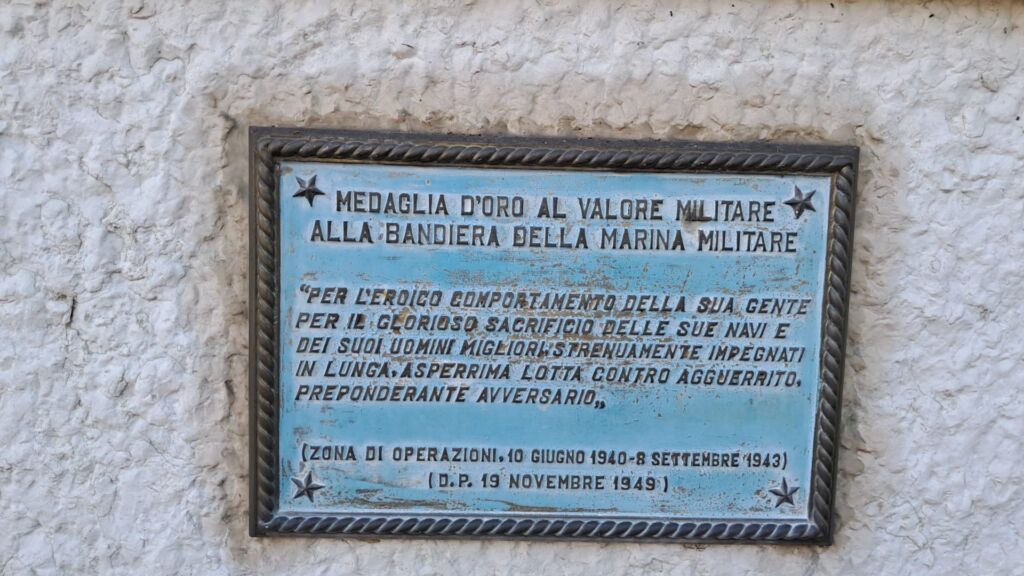 MEDAGLIA D'ORO AL VALORE MILITARE
ALLA BANDIERA DELLA MARINA MILITARE
"PER L'EROICO COMPORTAMENTO DELLA SUA GENTE
PER IL GLORIOSO SACRIFICIO DELLE SUE NAVI E
DEI SUOI UOMINI MIGLIORI, STRENUAMENTE IMPEGNATI
IN LUNGA, ASPERRIMA LOTTA CONTRO AGGUERRITO,
PREPONDERANTE AVVERSARIO„
(ZONA DI OPERAZIONI, 10 GIUGNO 1940-8 SETTEMBRE 1943)
(D.P. 19 NOVEMBRE 1949)